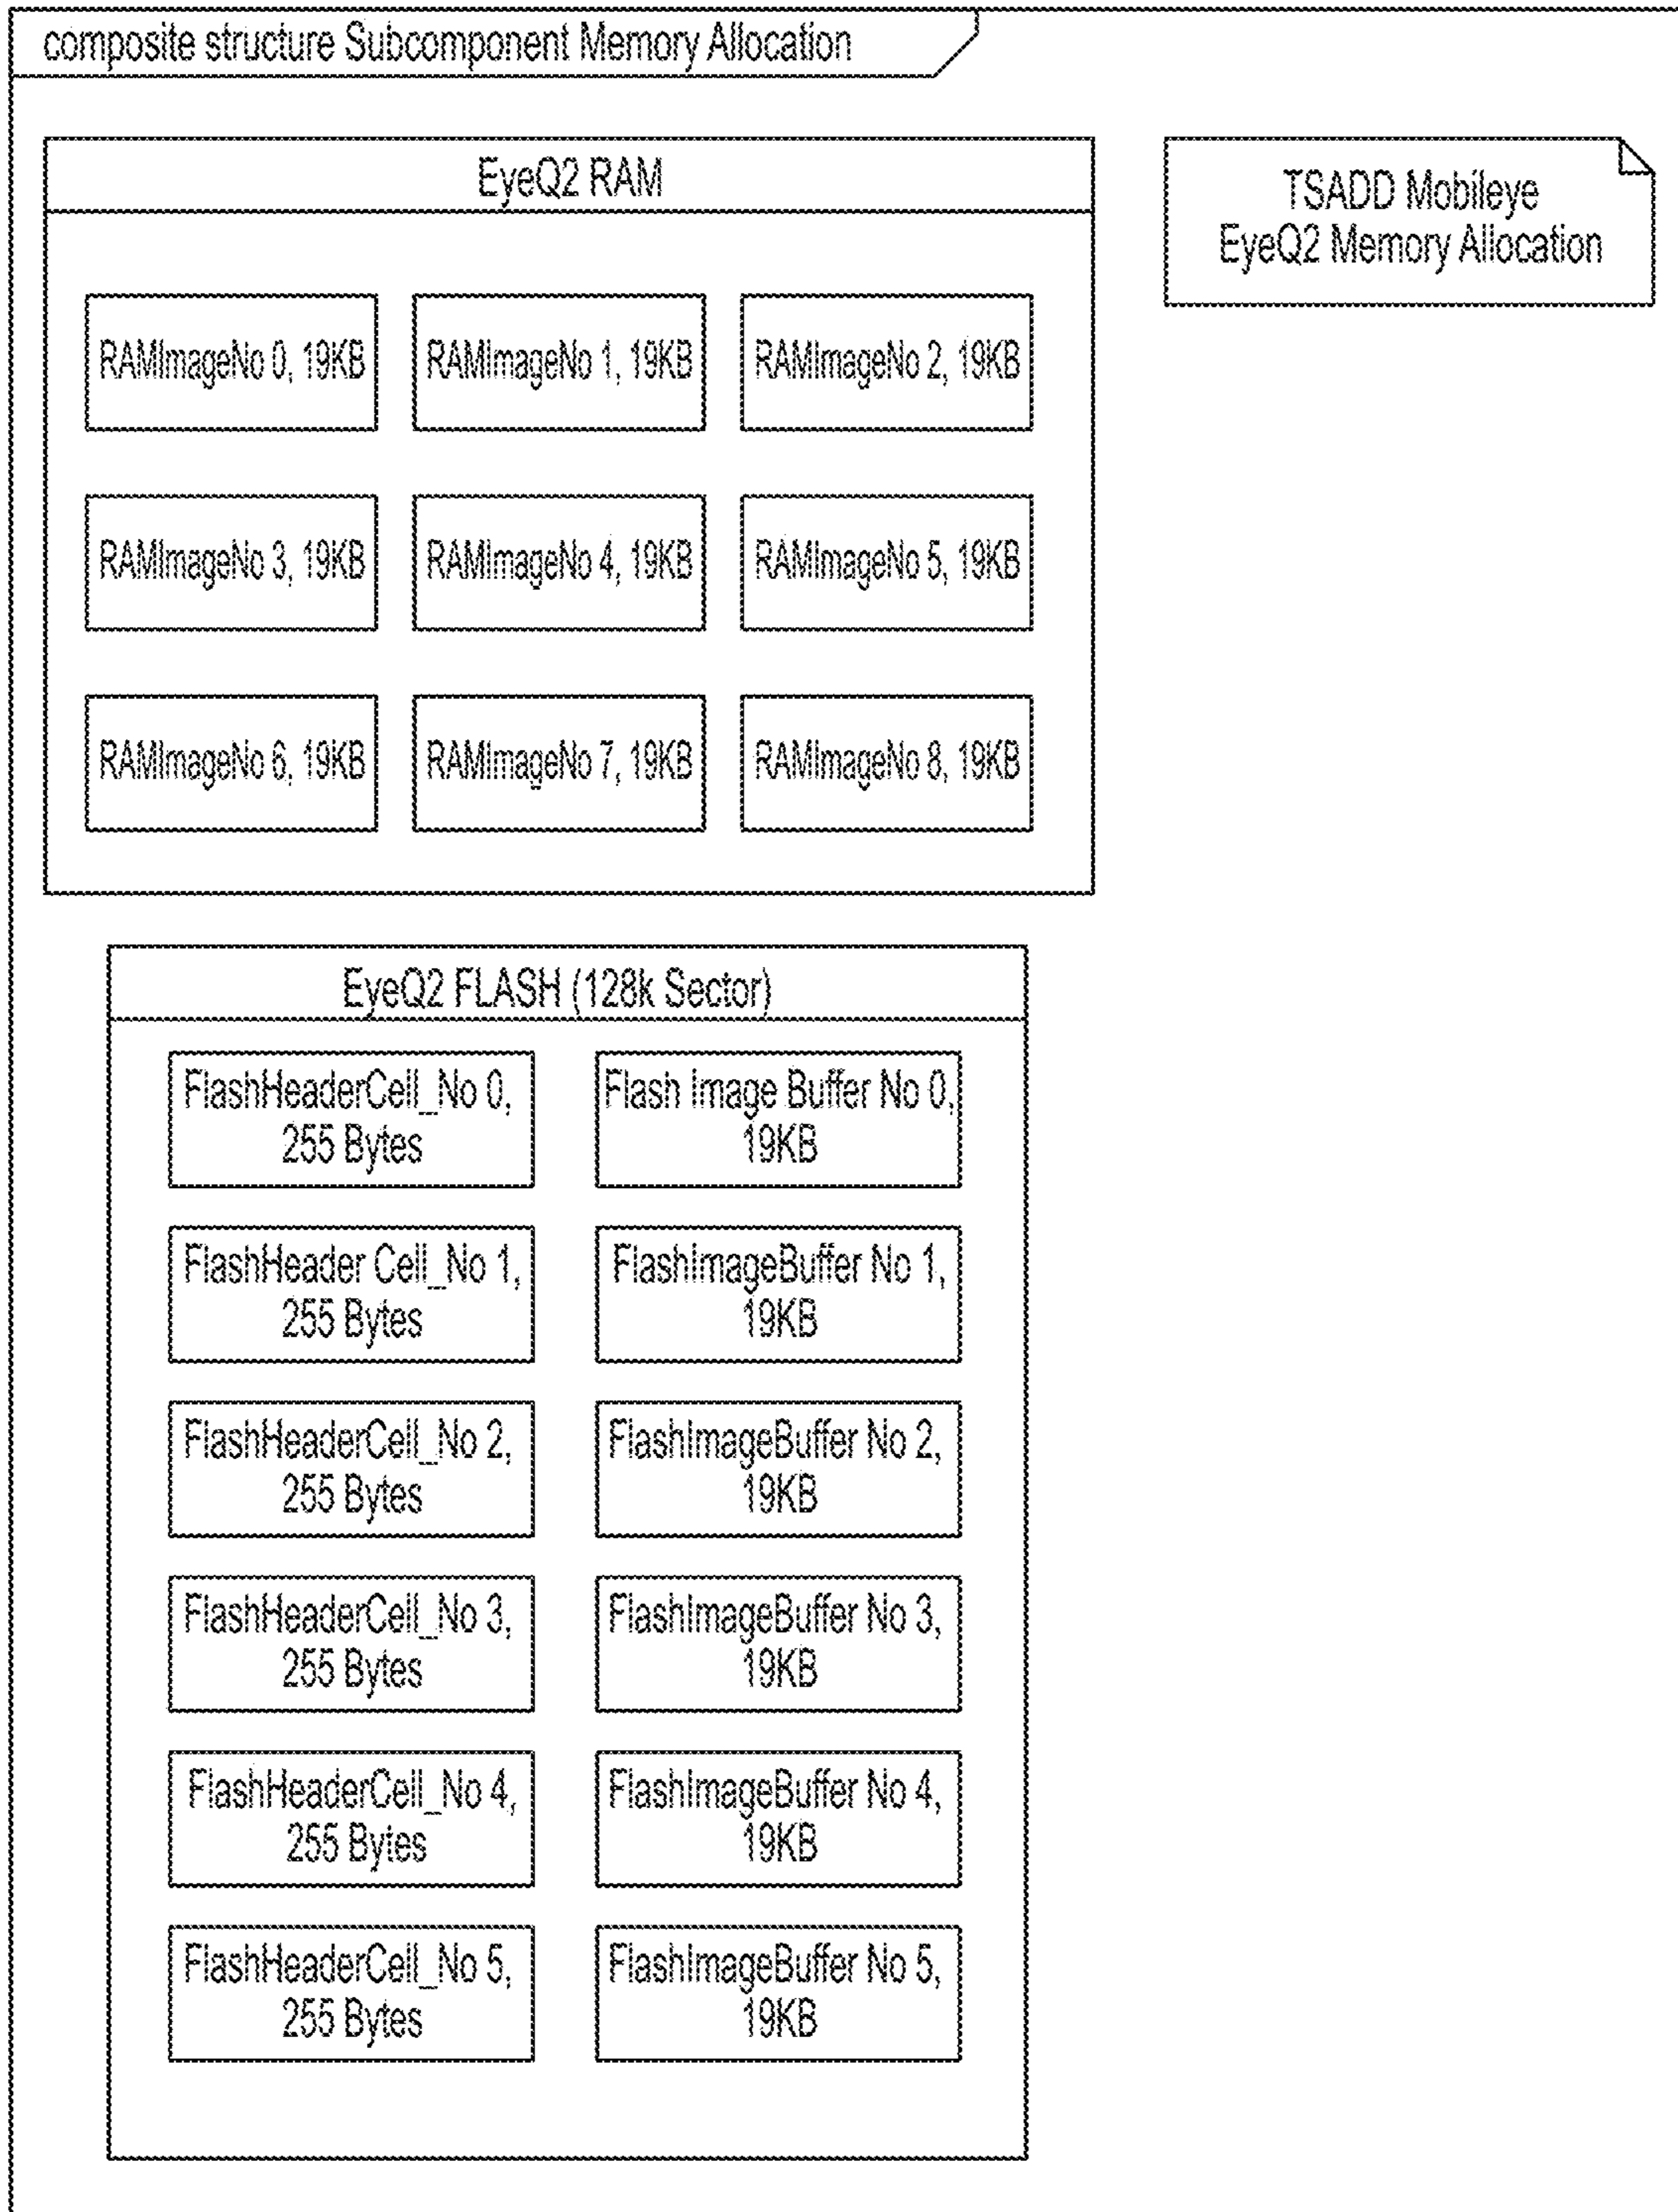 composite structure Subcomponent Memory Allocation
EyeQ2 RAM
TSADD Mobileye
EyeQ2 Memory Allocation
RAMImageNo 0, 19KB
RAMImageNo 1, 19KB
RAMImageNo 2, 19KB
RAMImageNo 3, 19KB
RAMImageNo 4, 19KB
RAMImageNo 5, 19KB
RAMImageNo 6, 19KB
RAMImageNo 7, 19KB
RAMImageNo 8, 19KB
EyeQ2 FLASH (128k Sector)
FlashHeaderCell_No 0,
255 Bytes
Flash Image Buffer No 0,
19KB
FlashHeader Cell_No 1,
255 Bytes
FlashImageBuffer No 1,
19KB
FlashHeaderCell_No 2,
255 Bytes
FlashImageBuffer No 2,
19KB
FlashHeaderCell_No 3,
255 Bytes
FlashImageBuffer No 3,
19KB
FlashHeaderCell_No 4,
255 Bytes
FlashImageBuffer No 4,
19KB
FlashHeaderCell_No 5,
255 Bytes
FlashImageBuffer No 5,
19KB